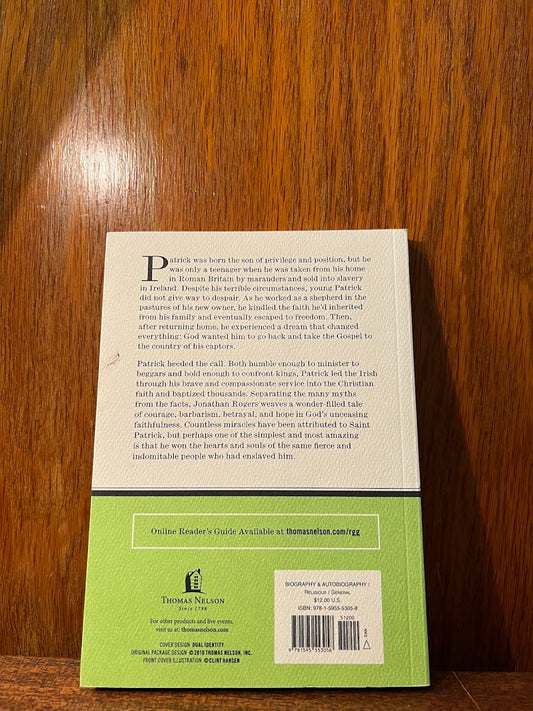 Patrick was born the son of privilege and position, but he
was only a teenager when he was taken from his home
in Roman Britain by marauders and sold into slavery
in Ireland. Despite his terrible circumstances, young Patrick
did not give way to despair. As he worked as a shepherd in the
pastures of his new owner, he kindled the faith he'd inherited
from his family and eventually escaped to freedom. Then,
after returning home, he experienced a dream that changed
everything: God wanted him to go back and take the Gospel to
the country of his captors.
Patrick heeded the call. Both humble enough to minister to
beggars and bold enough to confront kings, Patrick led the Irish
through his brave and compassionate service into the Christian
faith and baptized thousands. Separating the many myths
from the facts, Jonathan Rogers weaves a wonder-filled tale
of courage, barbarism, betrayal, and hope in God's unceasing
faithfulness. Countless miracles have been attributed to Saint
Patrick, but perhaps one of the simplest and most amazing
is that he won the hearts and souls of the same fierce and
indomitable people who had enslaved him.
Online Reader's Guide Available at thomasnelson.com/rgg
THOMAS NELSON
Since 1798
For other products and live events,
visit us at: thomasnelson.com
COVER DESIGN DUAL IDENTITY
ORIGINAL PACKAGE DESIGN © 2010 THOMAS NELSON, INC.
FRONT COVER ILLUSTRATION © CLINT HANSEN
BIOGRAPHY & AUTOBIOGRAPHY /
RELIGIOUS / GENERAL
$12.00 U.S.
ISBN: 978-1-5955-5305-8
51200
9 781595 553058